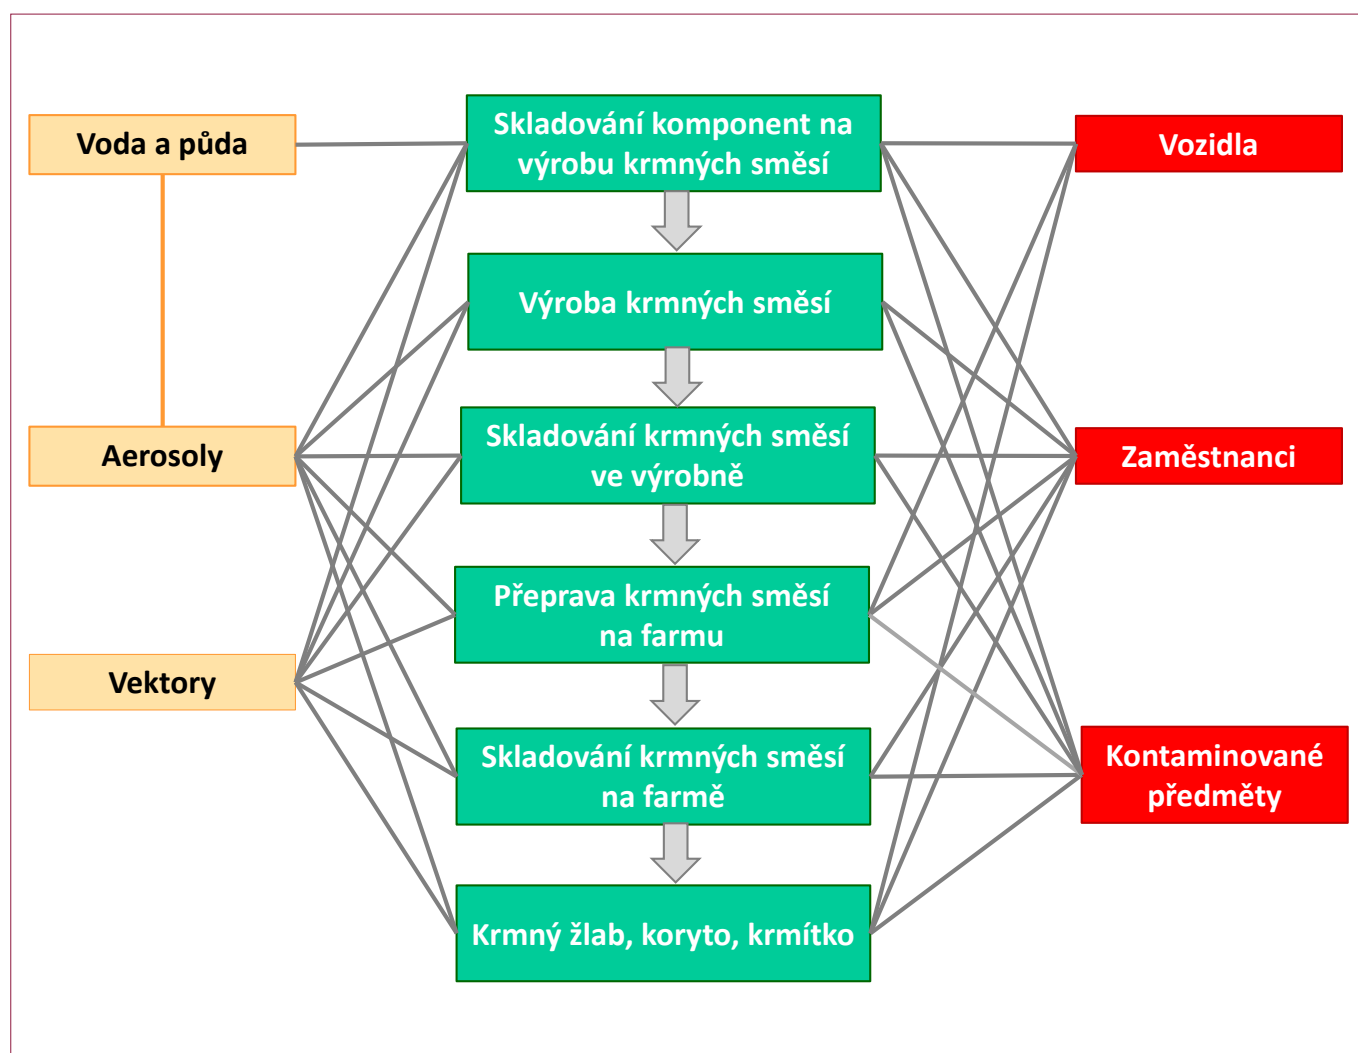 Voda a půda
Skladování komponent na
výrobu krmných směsí
Vozidla
Výroba krmných směsí
Aerosoly
Skladování krmných směsí
ve výrobně
Zaměstnanci
Přeprava krmných směsí
na farmu
Vektory
Skladování krmných směsí
na farmě
Kontaminované
předměty
Krmný žlab, koryto, krmítko